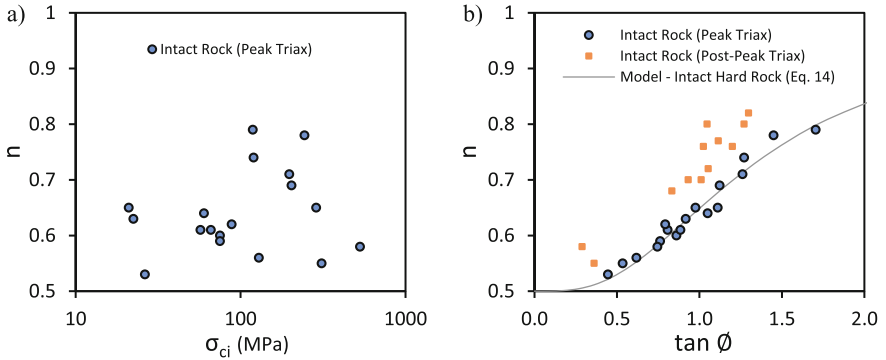 a)
1
0.9
0.8
0.7
0.6
0.5
n
Intact Rock (Peak Triax)
10
100
1000
σci (MPa)
b)
1
0.9
0.8
0.7
0.6
0.5
n
Intact Rock (Peak Triax)
Intact Rock (Post-Peak Triax)
Model - Intact Hard Rock (Eq. 14)
0.0
0.5
1.0
1.5
2.0
tan Ø